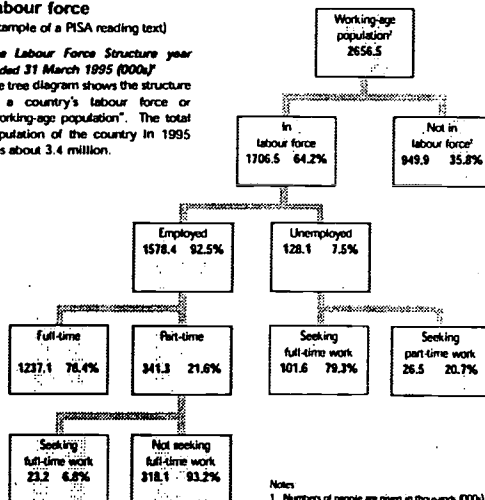 abour force
ample of a PISA reading text)
e Labour Force Structure year
ded 31 March 1995 (000s)¹
e tree diagram shows the structure
a country's labour force or
orking-age population". The total
pulation of the country in 1995
s about 3.4 million.
Working-age
population²
2656.5
In
labour force
1706.5 64.2%
Not in
labour force²
949.9 35.8%
Employed
1578.4 92.5%
Unemployed
128.1 7.5%
Full-time
1237.1 78.4%
Part-time
341.3 21.6%
Seeking
full-time work
101.6 79.3%
Seeking
part-time work
26.5 20.7%
Seeking
full-time work
23.2 6.8%
Not seeking
full-time work
318.1 93.2%
Notes
1. Numbers of people are given in thousands (000s)